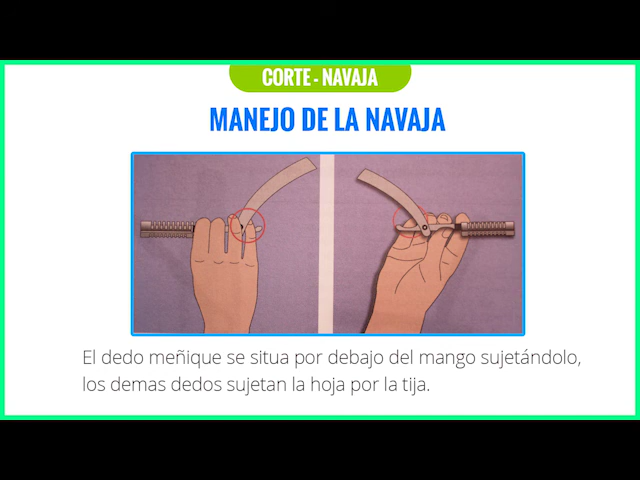 CORTE - NAVAJA
MANEJO DE LA NAVAJA
El dedo meñique se situa por debajo del mango sujetándolo,
los demas dedos sujetan la hoja por la tija.